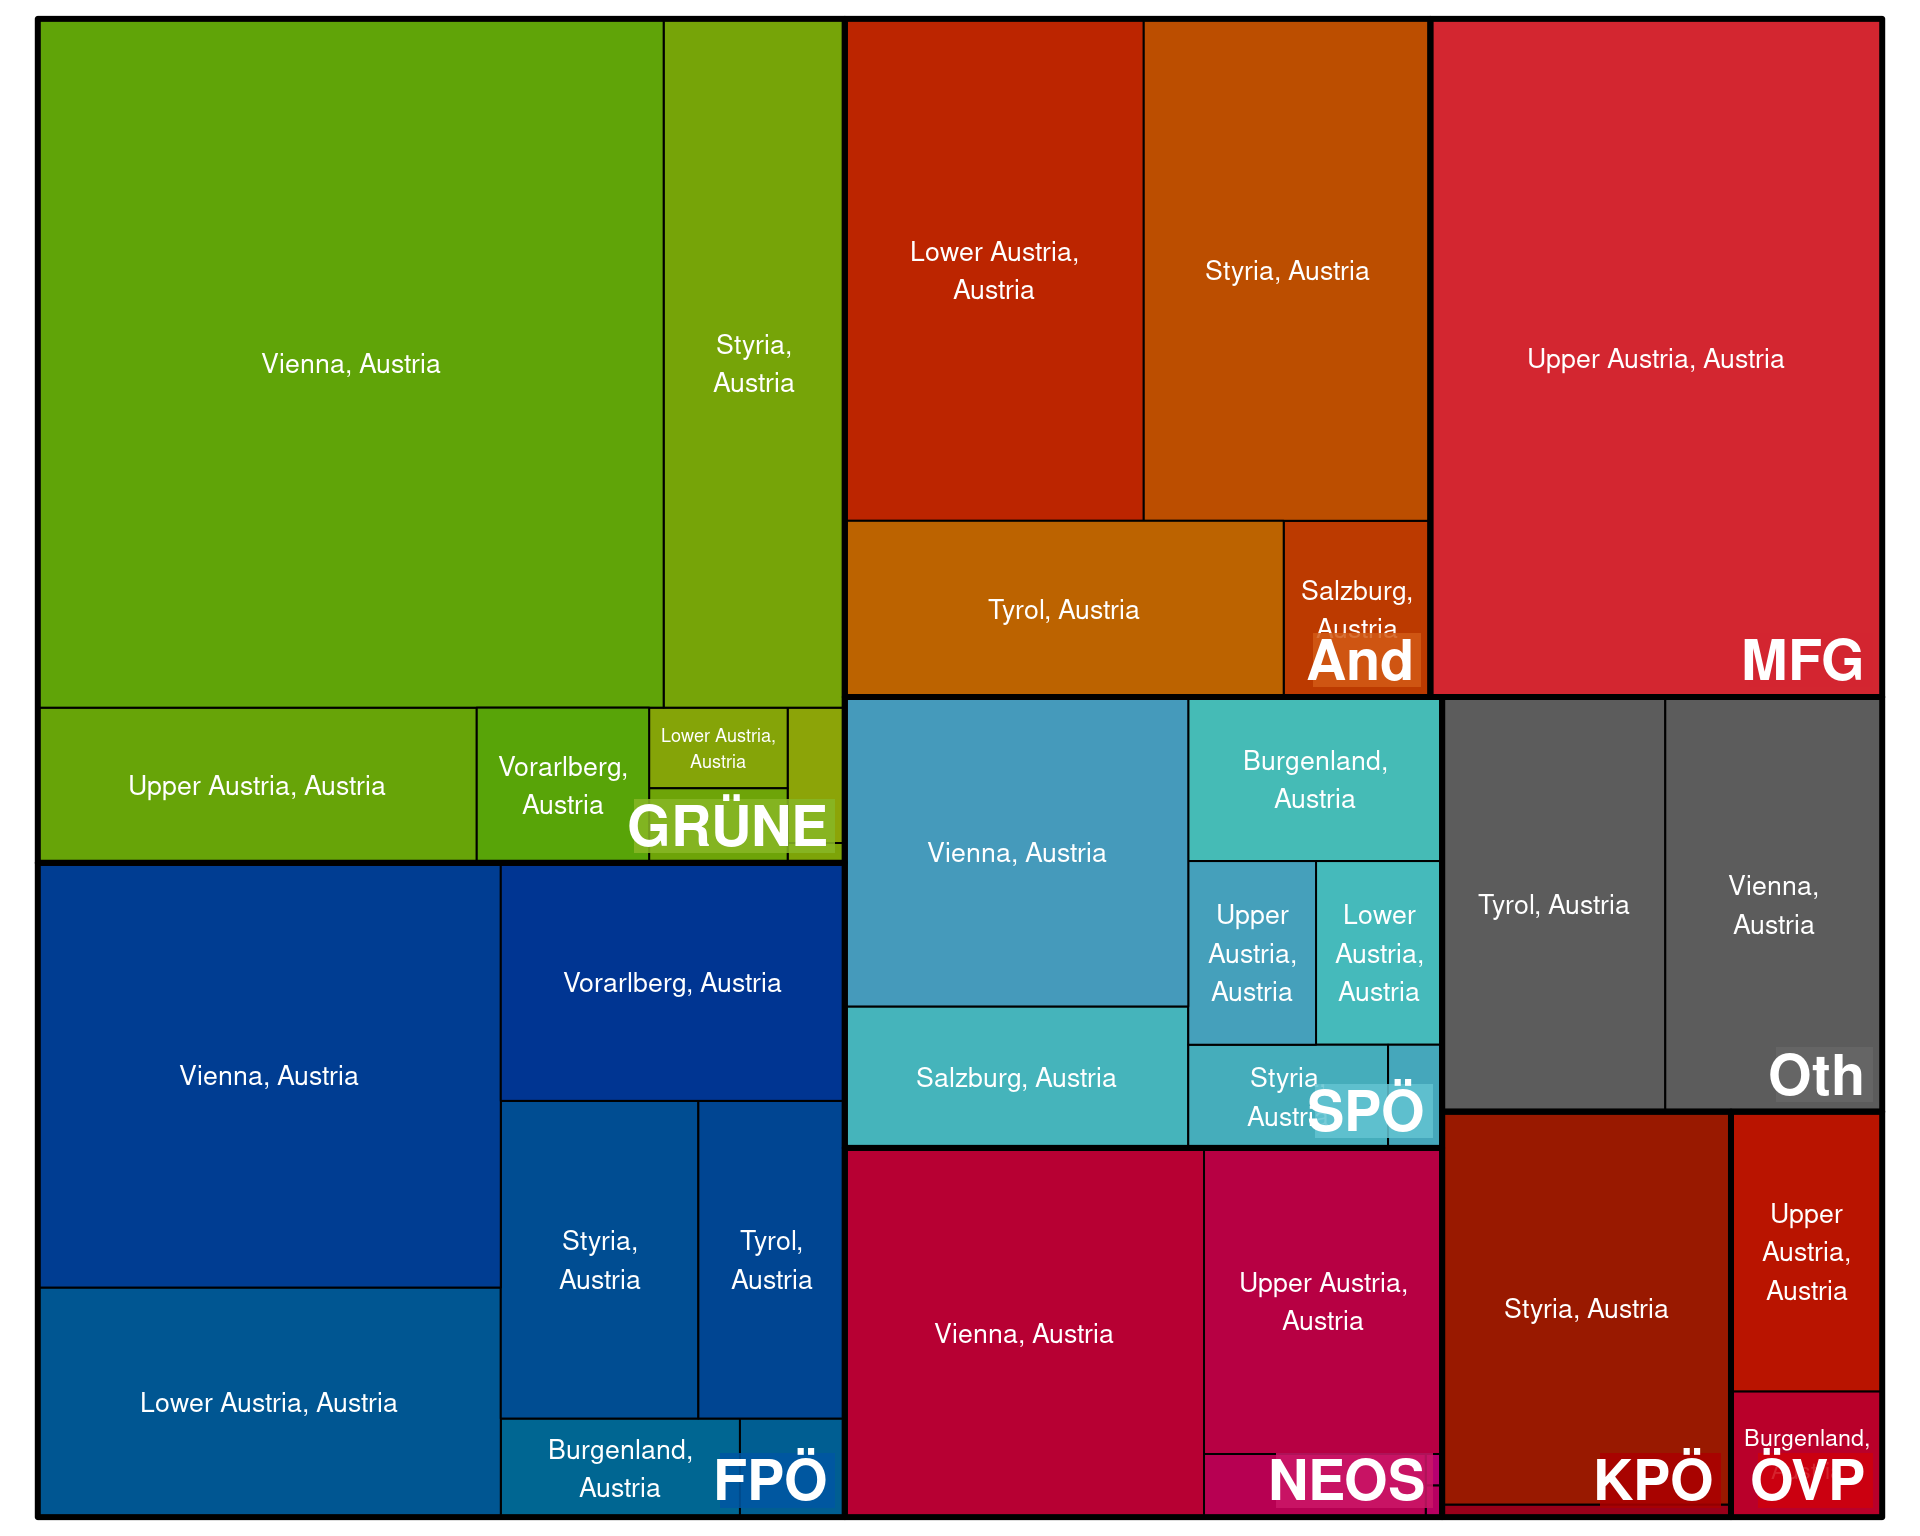 Vienna, Austria
Styria,
Austria
Upper Austria, Austria
Vorarlberg,
Austria
Lower Austria,
Austria
GRÜNE
Vienna, Austria
Lower Austria, Austria
Vorarlberg, Austria
Styria,
Austria
Tyrol,
Austria
Burgenland,
Austria
FPÖ
Lower Austria,
Austria
Styria, Austria
Tyrol, Austria
Salzburg,
Austria
And
Upper Austria, Austria
MFG
Vienna, Austria
Salzburg, Austria
Burgenland,
Austria
Upper
Austria,
Austria
Lower
Austria,
Austria
Styria,
Austria
SPÖ
Vienna, Austria
Upper Austria,
Austria
NEOS
Tyrol, Austria
Vienna,
Austria
Oth
Styria, Austria
KPÖ
Upper
Austria,
Austria
Burgenland,
ÖVP